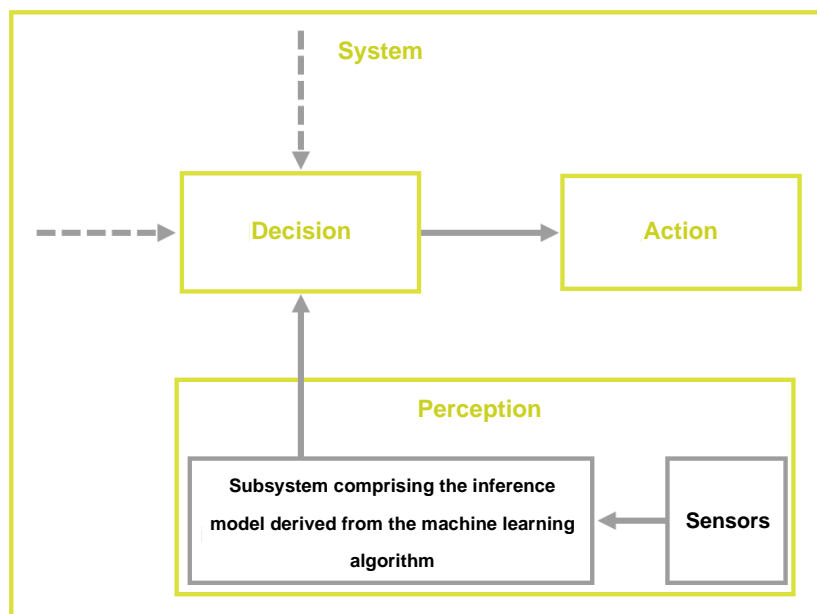 System
Decision
Action
Perception
Subsystem comprising the inference
model derived from the machine learning
algorithm
Sensors